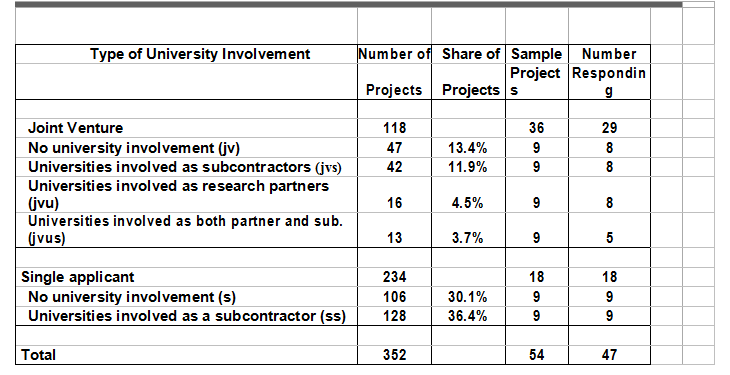 Type of University Involvement Number of Share of Sample Number
Project Respondin
Projects Projects s g
Joint Venture 118 36 29
No university involvement (jv) 47 13.4% 9 8
Universities involved as subcontractors (jvs) 42 11.9% 9 8
Universities involved as research partners
(jvu) 16 4.5% 9 8
Universities involved as both partner and sub.
(jvus) 13 3.7% 9 5
Single applicant 234 18 18
No university involvement (s) 106 30.1% 9 9
Universities involved as a subcontractor (ss) 128 36.4% 9 9
Total 352 54 47